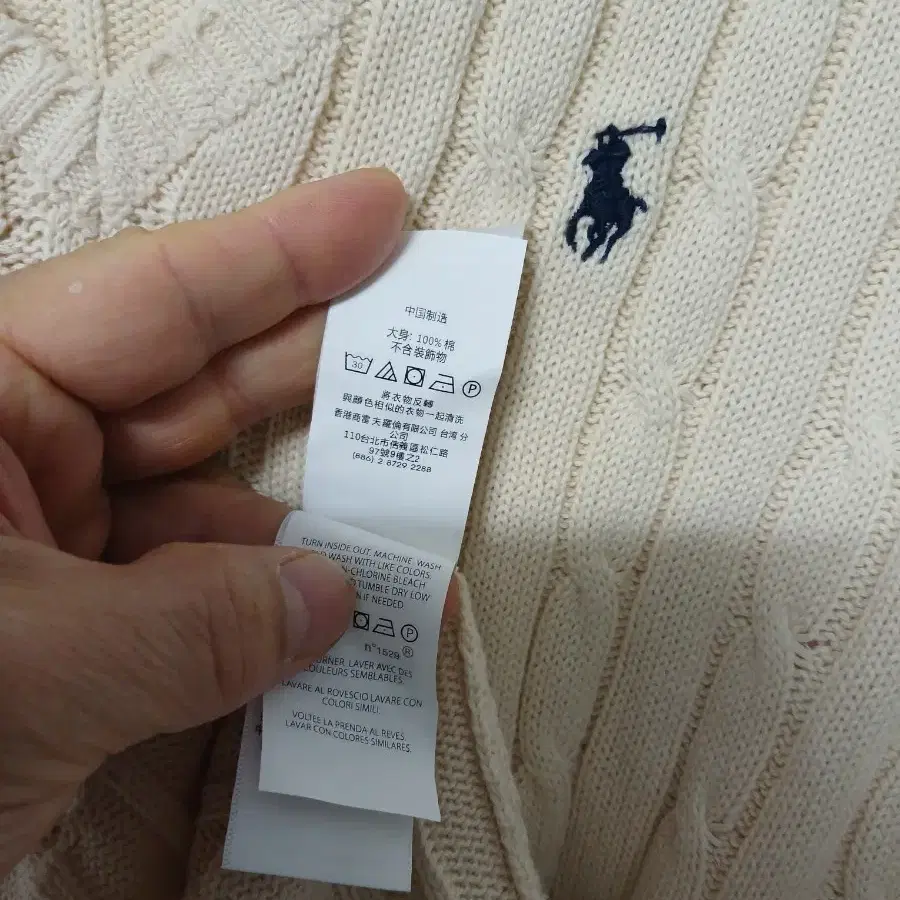 中国制造
大身: 100% 棉
不含裝飾物
30
P
將衣物反轉
與顏色相似的衣物一起清洗
香港商雷夫羅倫有限公司 台湾 分
公司
110台北市信義區松仁路
97號9樓之2
(886) 2 8729 2288
TURN INSIDE OUT. MACHINE WASH
WASH WITH LIKE COLORS.
-CHLORINE BLEACH
TUMBLE DRY LOW
IF NEEDED
P
n°1529 R
LAVER AVEC DES
COULEURS SEMBLABLES.
LAVARE AL ROVESCIO LAVARE CON
COLORI SIMILI.
VOLTEE LA PRENDA AL REVES.
LAVAR CON COLORES SIMILARES.